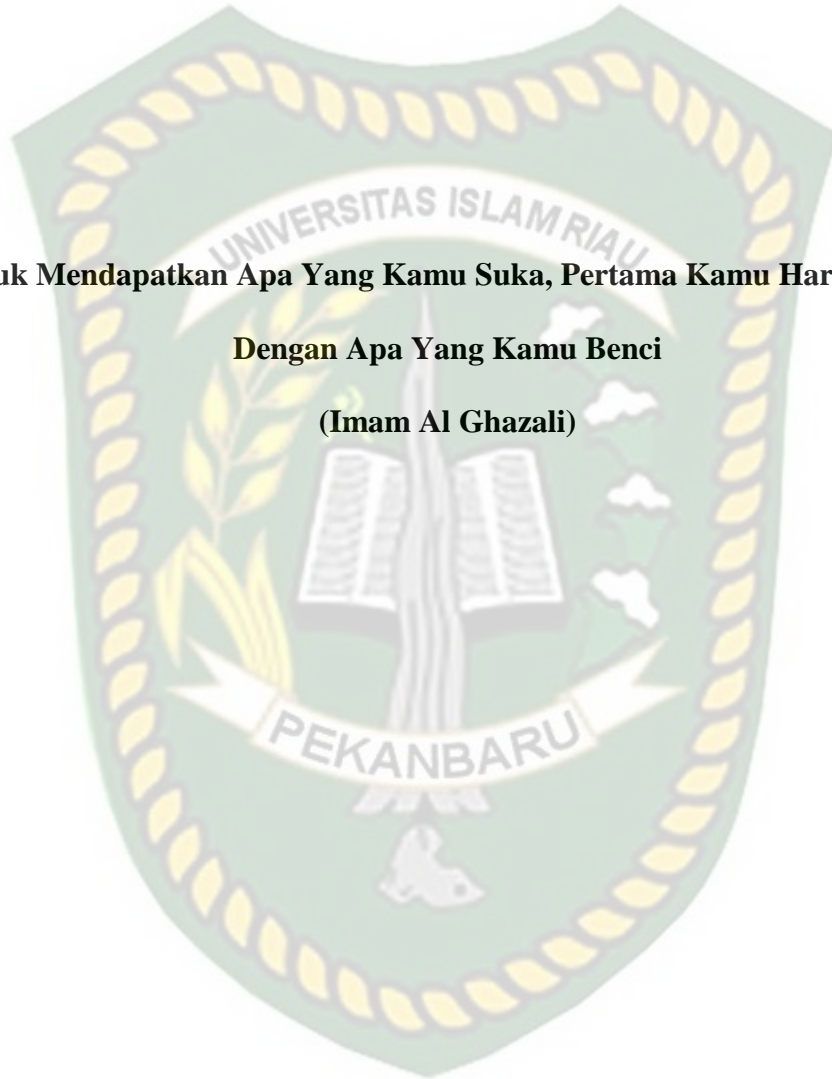 UNIVERSITAS ISLAM RIAU
uk Mendapatkan Apa Yang Kamu Suka, Pertama Kamu Har
Dengan Apa Yang Kamu Benci
(Imam Al Ghazali)
PEKANBARU